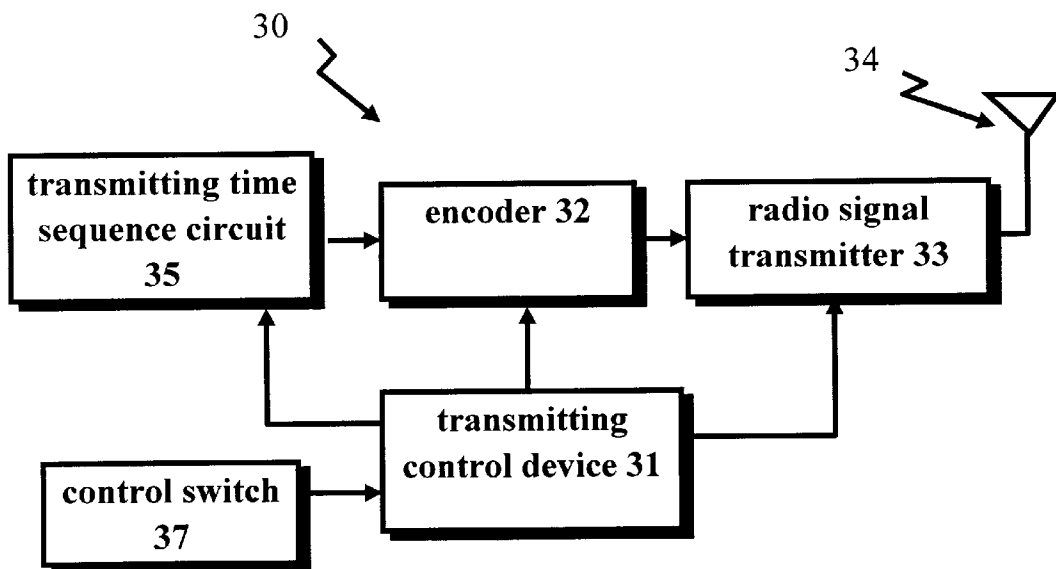 30
34
transmitting time
sequence circuit
35
encoder 32
radio signal
transmitter 33
transmitting
control device 31
control switch
37